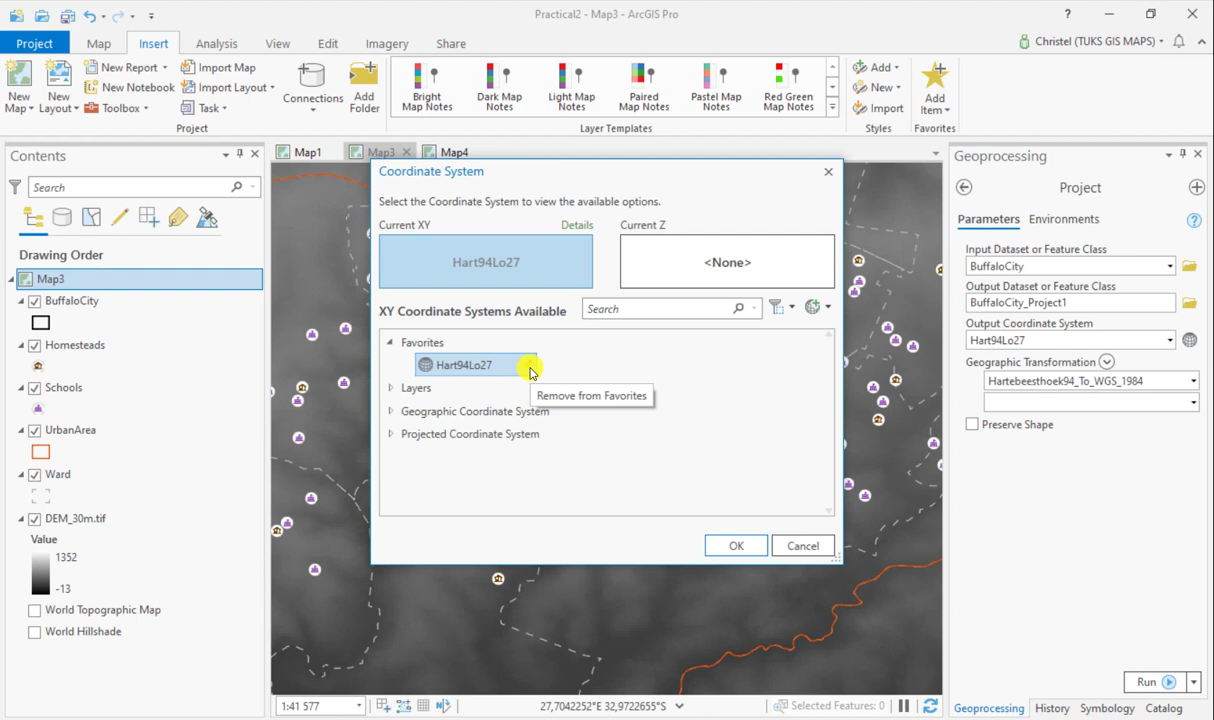 Practical2 - Map3 - ArcGIS Pro
?
Project
Map
Insert
Analysis
View
Edit
Imagery
Share
Christel (TUKS GIS MAPS)
New Map
New Layout
New Report
New Notebook
Toolbox
Import Map
Import Layout
Task
Connections
Add Folder
Project
Bright Map Notes
Dark Map Notes
Light Map Notes
Paired Map Notes
Pastel Map Notes
Red Green Map Notes
Layer Templates
Add
New
Import
Styles
Add Item
Favorites
Contents
Search
Drawing Order
Map3
BuffaloCity
Homesteads
Schools
UrbanArea
Ward
DEM_30m.tif
Value
1352
-13
World Topographic Map
World Hillshade
Map1
Map3
Map4
Coordinate System
Select the Coordinate System to view the available options.
Current XY
Details
Current Z
Hart94Lo27
<None>
XY Coordinate Systems Available
Search
Favorites
Hart94Lo27
Remove from Favorites
Layers
Geographic Coordinate System
Projected Coordinate System
OK
Cancel
1:41 577
27,7042252°E 32,9722655°S
Selected Features: 0
Geoprocessing
Project
Parameters
Environments
?
Input Dataset or Feature Class
BuffaloCity
Output Dataset or Feature Class
BuffaloCity_Project1
Output Coordinate System
Hart94Lo27
Geographic Transformation
Hartebeesthoek94_To_WGS_1984
Preserve Shape
Run
Geoprocessing
History
Symbology
Catalog